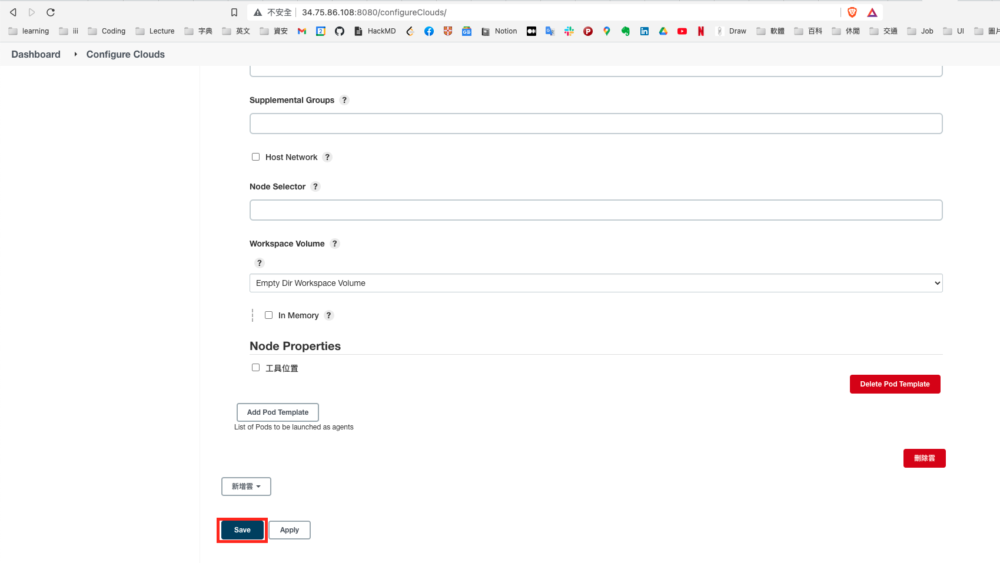 不安全 34.75.86.108:8080/configureClouds/
learning iii Coding Lecture 字典 英文 資安 2 HackMD GE Notion Draw 軟體 百科 休閒 交通 Job UI 圖片
Dashboard Configure Clouds
Supplemental Groups ?
Host Network ?
Node Selector ?
Workspace Volume ?
?
Empty Dir Workspace Volume
In Memory ?
Node Properties
工具位置
Delete Pod Template
Add Pod Template
List of Pods to be launched as agents
刪除雲
新增雲
Save Apply